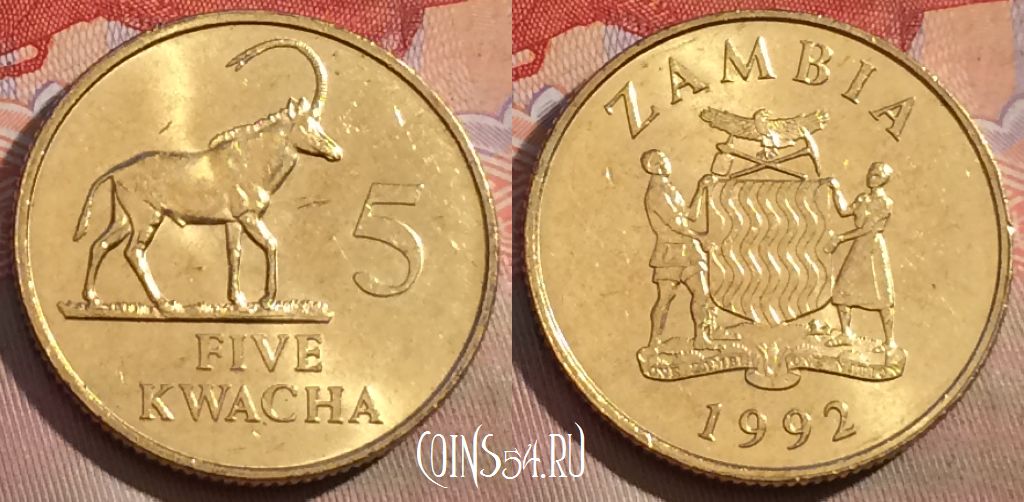 5
FIVE
KWACHA
ZAMBIA
1992
COINS54.RU